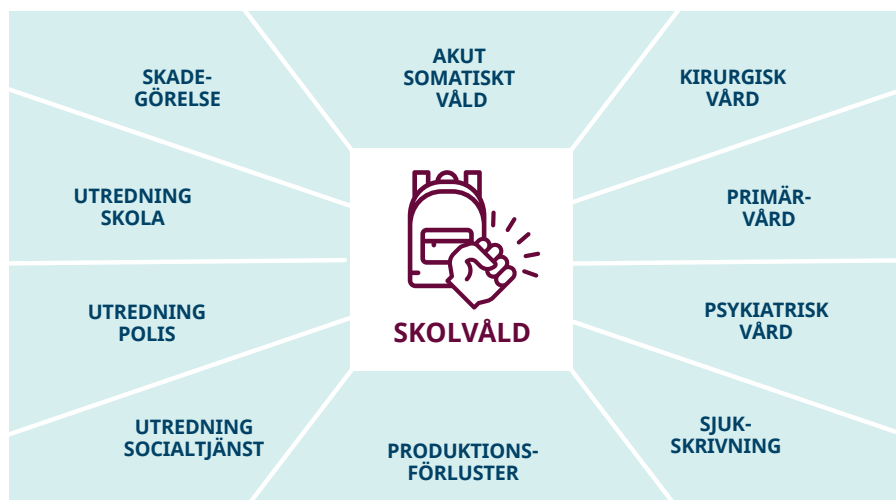 SKADE-
GÖRELSE
AKUT
SOMATISKT
VÅLD
KIRURGISK
VÅRD
UTREDNING
SKOLA
PRIMÄR-
VÅRD
UTREDNING
POLIS
SKOLVÅLD
PSYKIATRISK
VÅRD
UTREDNING
SOCIALTJÄNST
PRODUKTIONS-
FÖRLUSTER
SJUK-
SKRIVNING